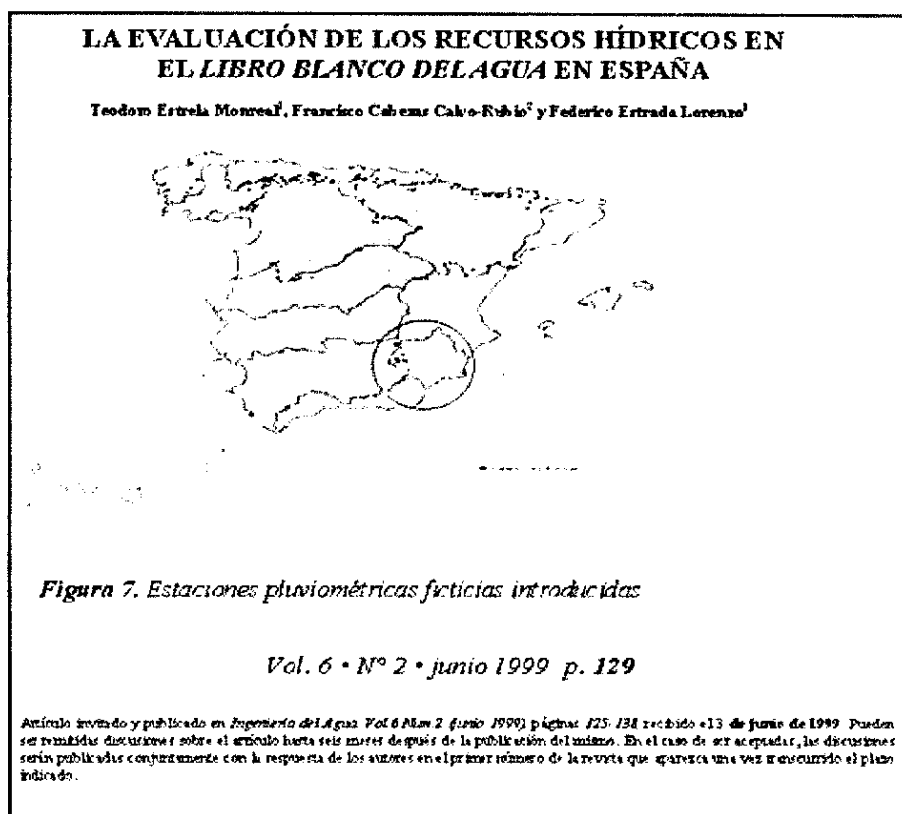 LA EVALUACIÓN DE LOS RECURSOS HÍDRICOS EN
EL LIBRO BLANCO DEL AGUA EN ESPAÑA
Teodoro Estrela Monreal¹, Francisco Cabezas Calvo-Rubio² y Federico Estrada Lorenzo¹
Figura 7. Estaciones pluviométricas ficticias introducidas
Vol. 6 • Nº 2 • junio 1999 p. 129
Artículo invitado y publicado en Ingeniería del Agua. Vol.6 Num.2 (junio 1999) páginas 125-138 recibido el 13 de junio de 1999. Pueden
ser remitidas discusiones sobre el artículo hasta seis meses después de la publicación del mismo. En el caso de ser aceptadas, las discusiones
serán publicadas conjuntamente con la respuesta de los autores en el primer número de la revista que aparezca una vez transcurrido el plazo
indicado.